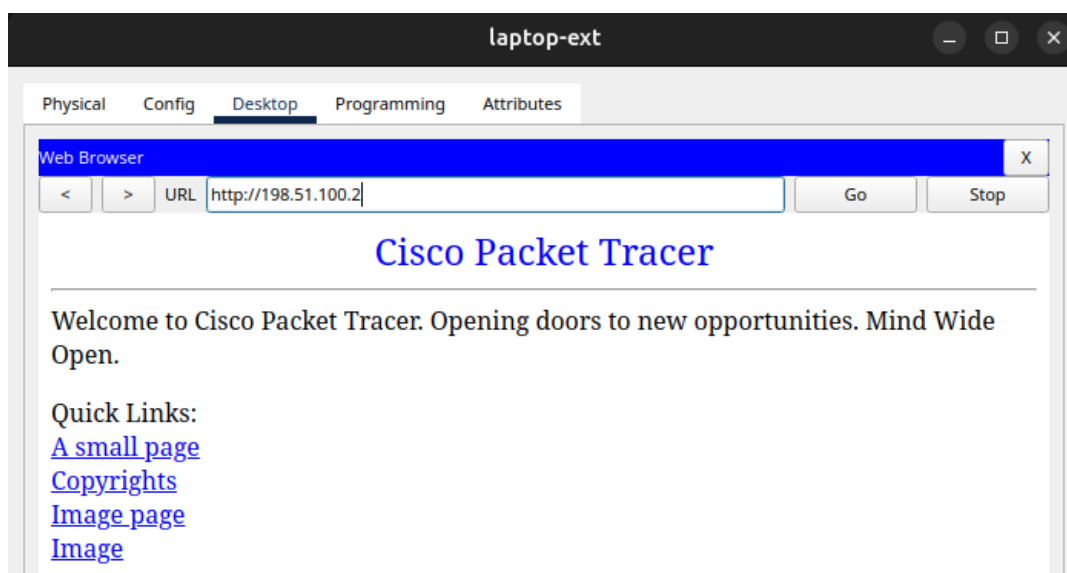 laptop-ext
Physical Config Desktop Programming Attributes
Web Browser X
< > URL http://198.51.100.2 Go Stop
Cisco Packet Tracer
Welcome to Cisco Packet Tracer. Opening doors to new opportunities. Mind Wide
Open.
Quick Links:
A small page
Copyrights
Image page
Image